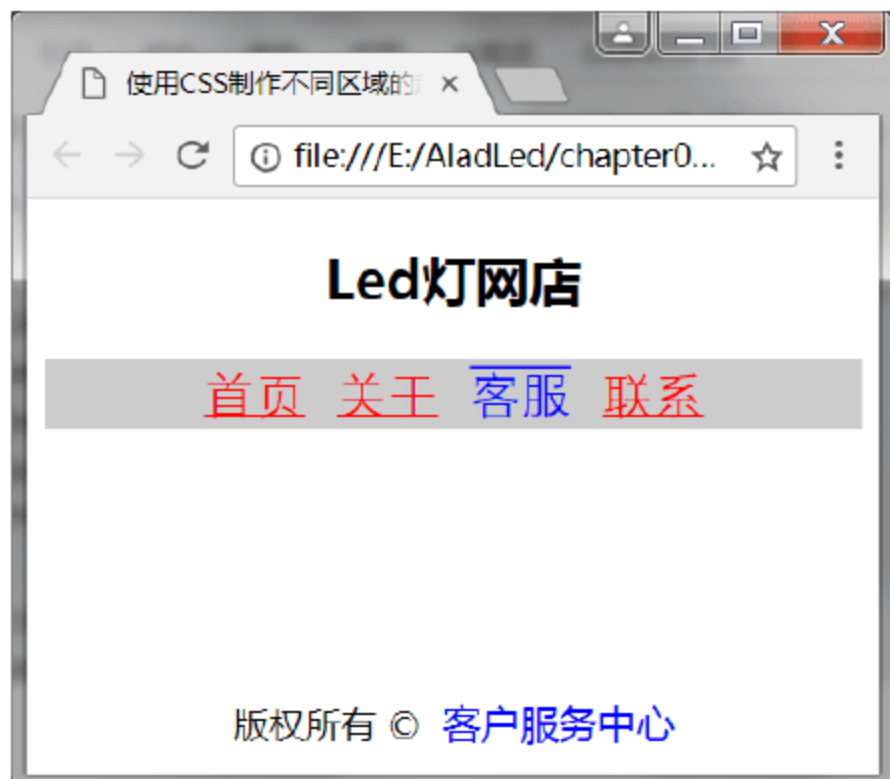 使用CSS制作不同区域的
file:///E:/AladLed/chapter0...
Led灯网店
首页 关于 客服 联系
版权所有 © 客户服务中心